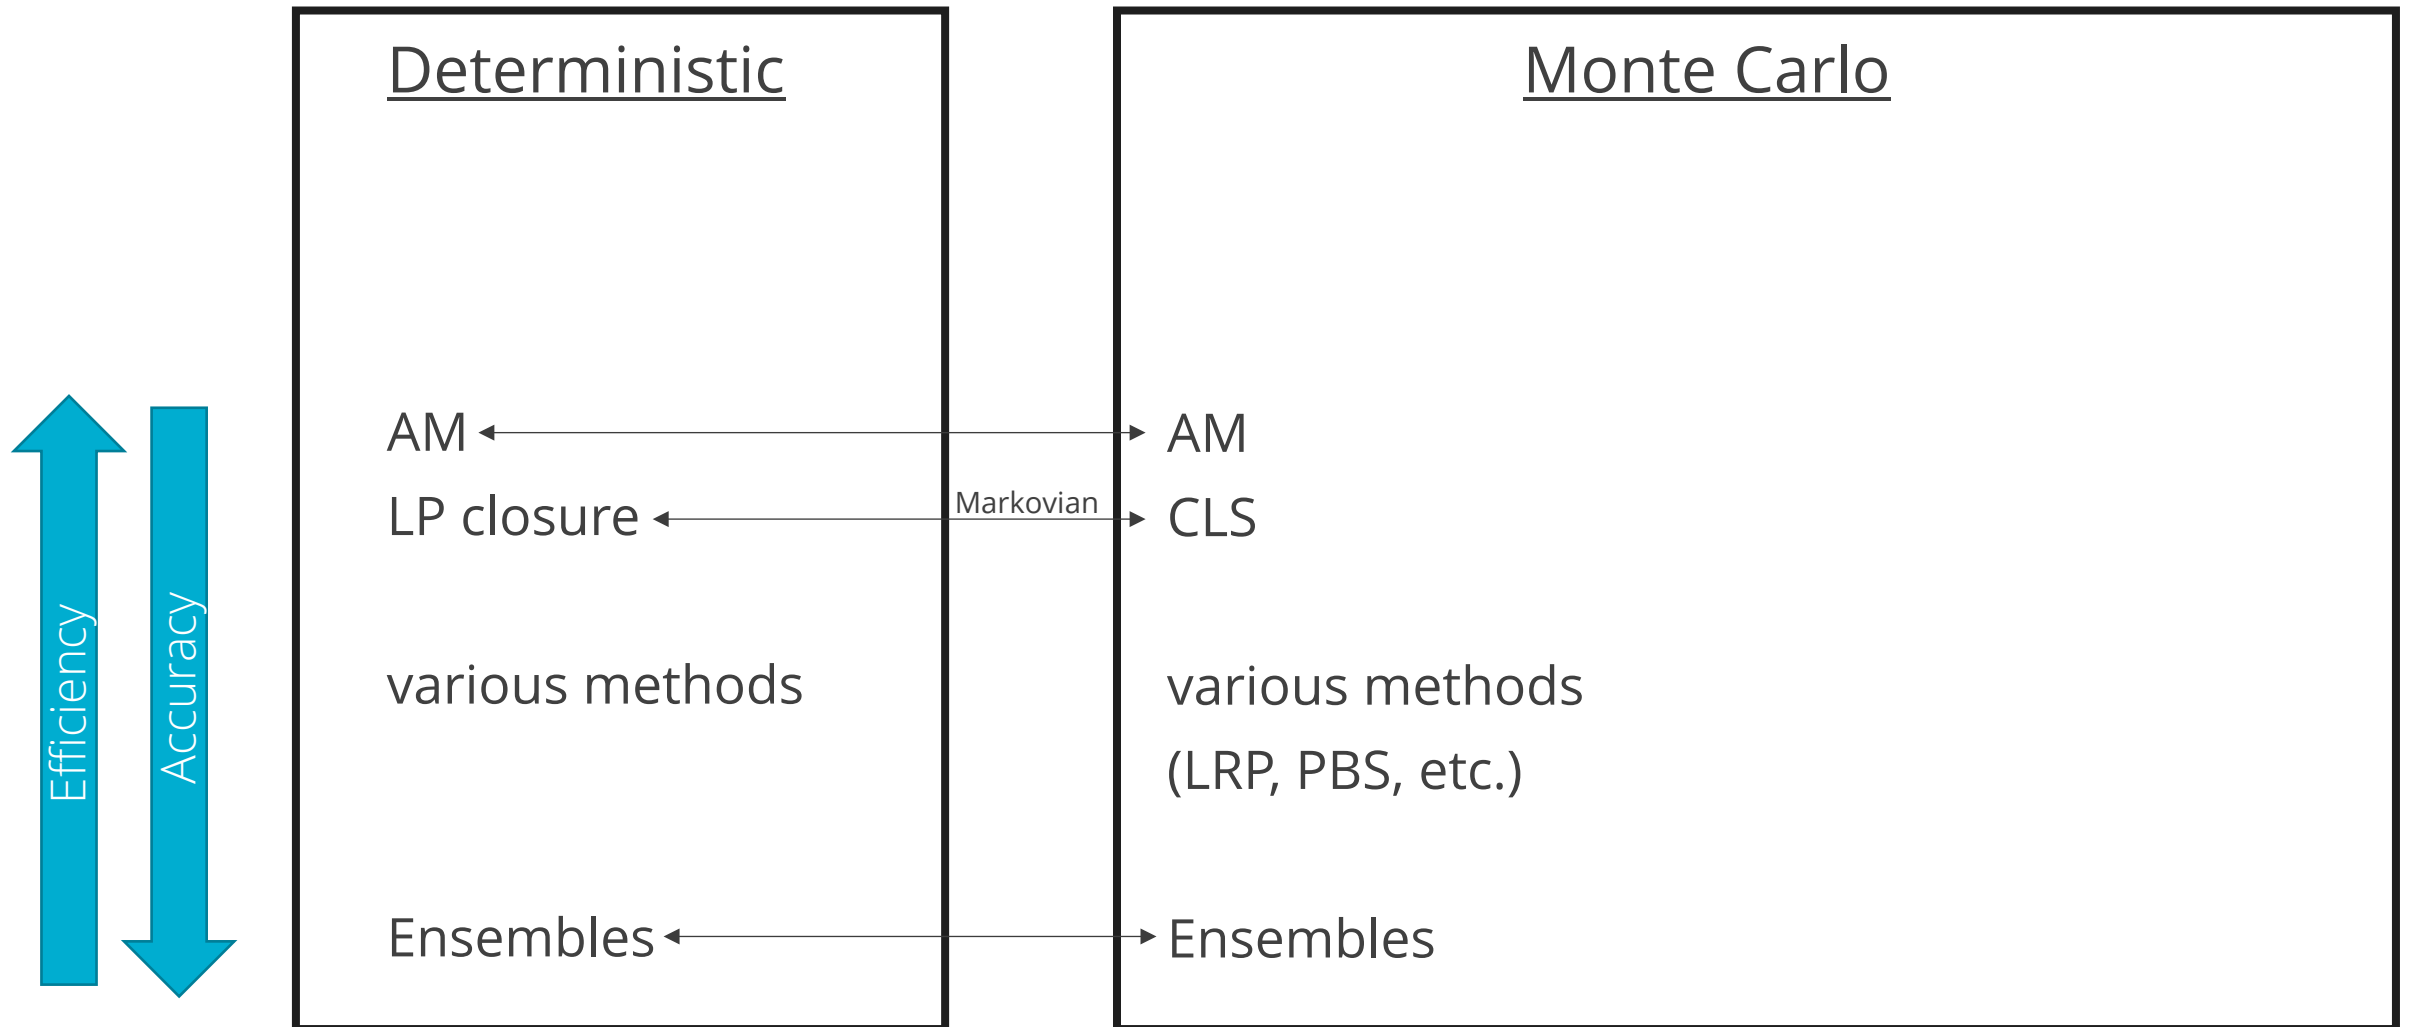 Deterministic
Monte Carlo
AM
AM
LP closure
Markovian
CLS
Efficiency
Accuracy
various methods
various methods
(LRP, PBS, etc.)
Ensembles
Ensembles